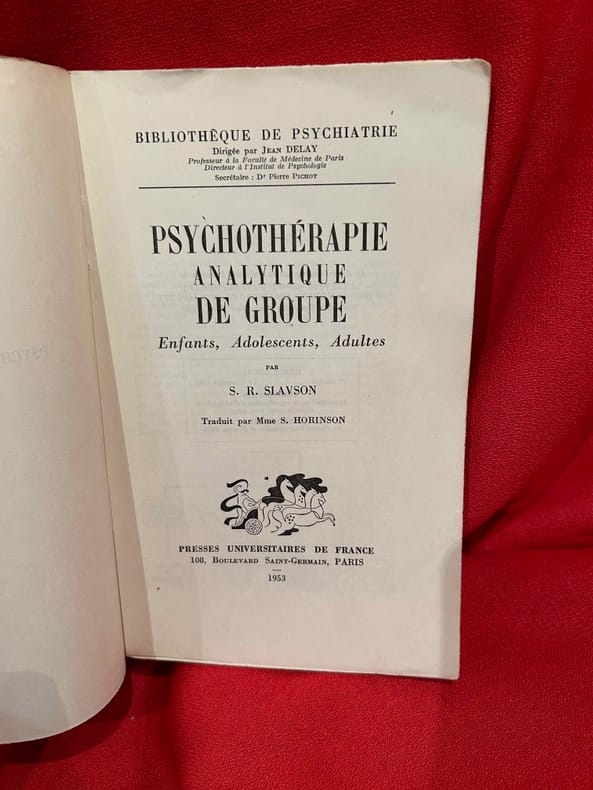 BIBLIOTHÈQUE DE PSYCHIATRIE
Dirigée par JEAN DELAY
Professeur à la Faculté de Médecine de Paris
Directeur à l'Institut de Psychologie
Secrétaire : Dr Pierre PICHOT
PSYCHOTHÉRAPIE
ANALYTIQUE
DE GROUPE
Enfants, Adolescents, Adultes
PAR
S. R. SLAVSON
Traduit par Mme S. HORINSON
PRESSES UNIVERSITAIRES DE FRANCE
108, BOULEVARD SAINT-GERMAIN, PARIS
1953